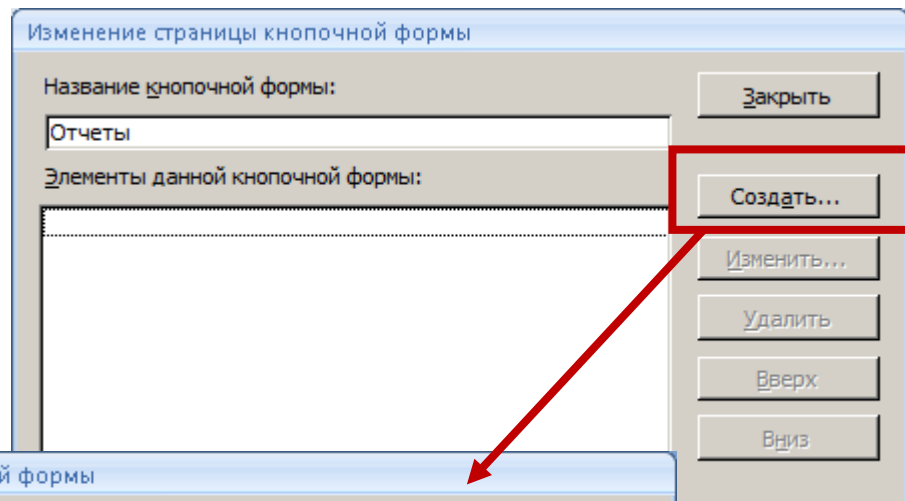 Изменение страницы кнопочной формы
Название кнопочной формы:
Закрыть
Отчеты
Элементы данной кнопочной формы:
Создать...
Изменить...
Удалить
Вверх
Вниз
й формы